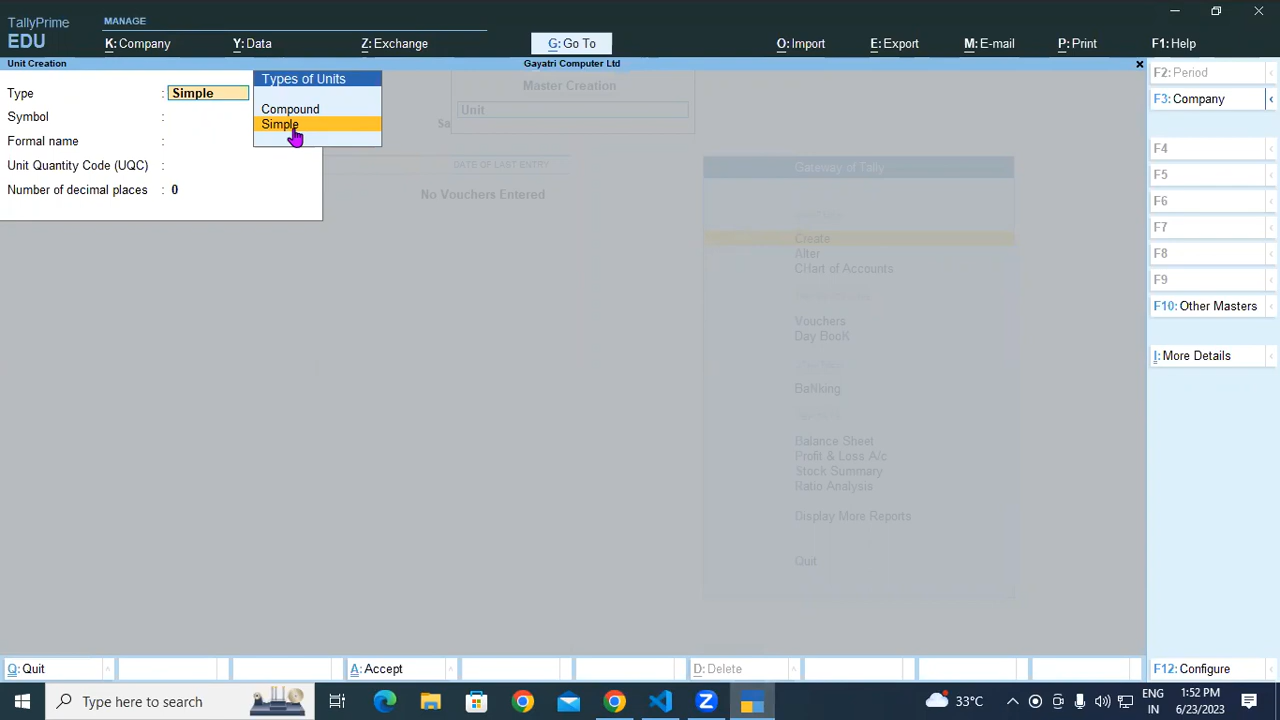 TallyPrime
EDU
MANAGE
K: Company
Y: Data
Z: Exchange
G: Go To
O: Import
E: Export
M: E-mail
P: Print
F1: Help
Unit Creation
Gayatri Computer Ltd
Type : Simple
Symbol :
Formal name :
Unit Quantity Code (UQC) :
Number of decimal places : 0
Types of Units
Compound
Simple
Master Creation
Unit
DATE OF LAST ENTRY
No Vouchers Entered
Gateway of Tally
Create
Alter
CHart of Accounts
Vouchers
Day BooK
BaNking
Balance Sheet
Profit & Loss A/c
Stock Summary
Ratio Analysis
Display More Reports
Quit
F2: Period
F3: Company
F4
F5
F6
F7
F8
F9
F10: Other Masters
I: More Details
F12: Configure
Q: Quit
A: Accept
D: Delete
Type here to search
33°C
ENG
IN
1:52 PM
6/23/2023